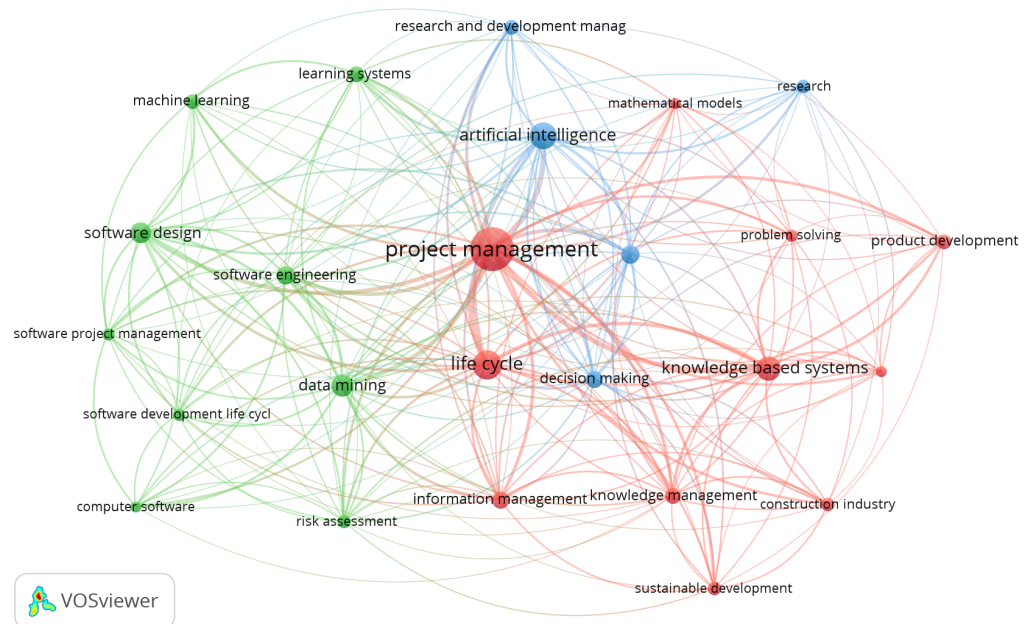 research and development manag
learning systems
machine learning
mathematical models
research
artificial intelligence
software design
project management
problem solving
product development
software engineering
software project management
life cycle
knowledge based systems
data mining
decision making
software development life cycl
information management
knowledge management
construction industry
computer software
risk assessment
sustainable development
VOSviewer